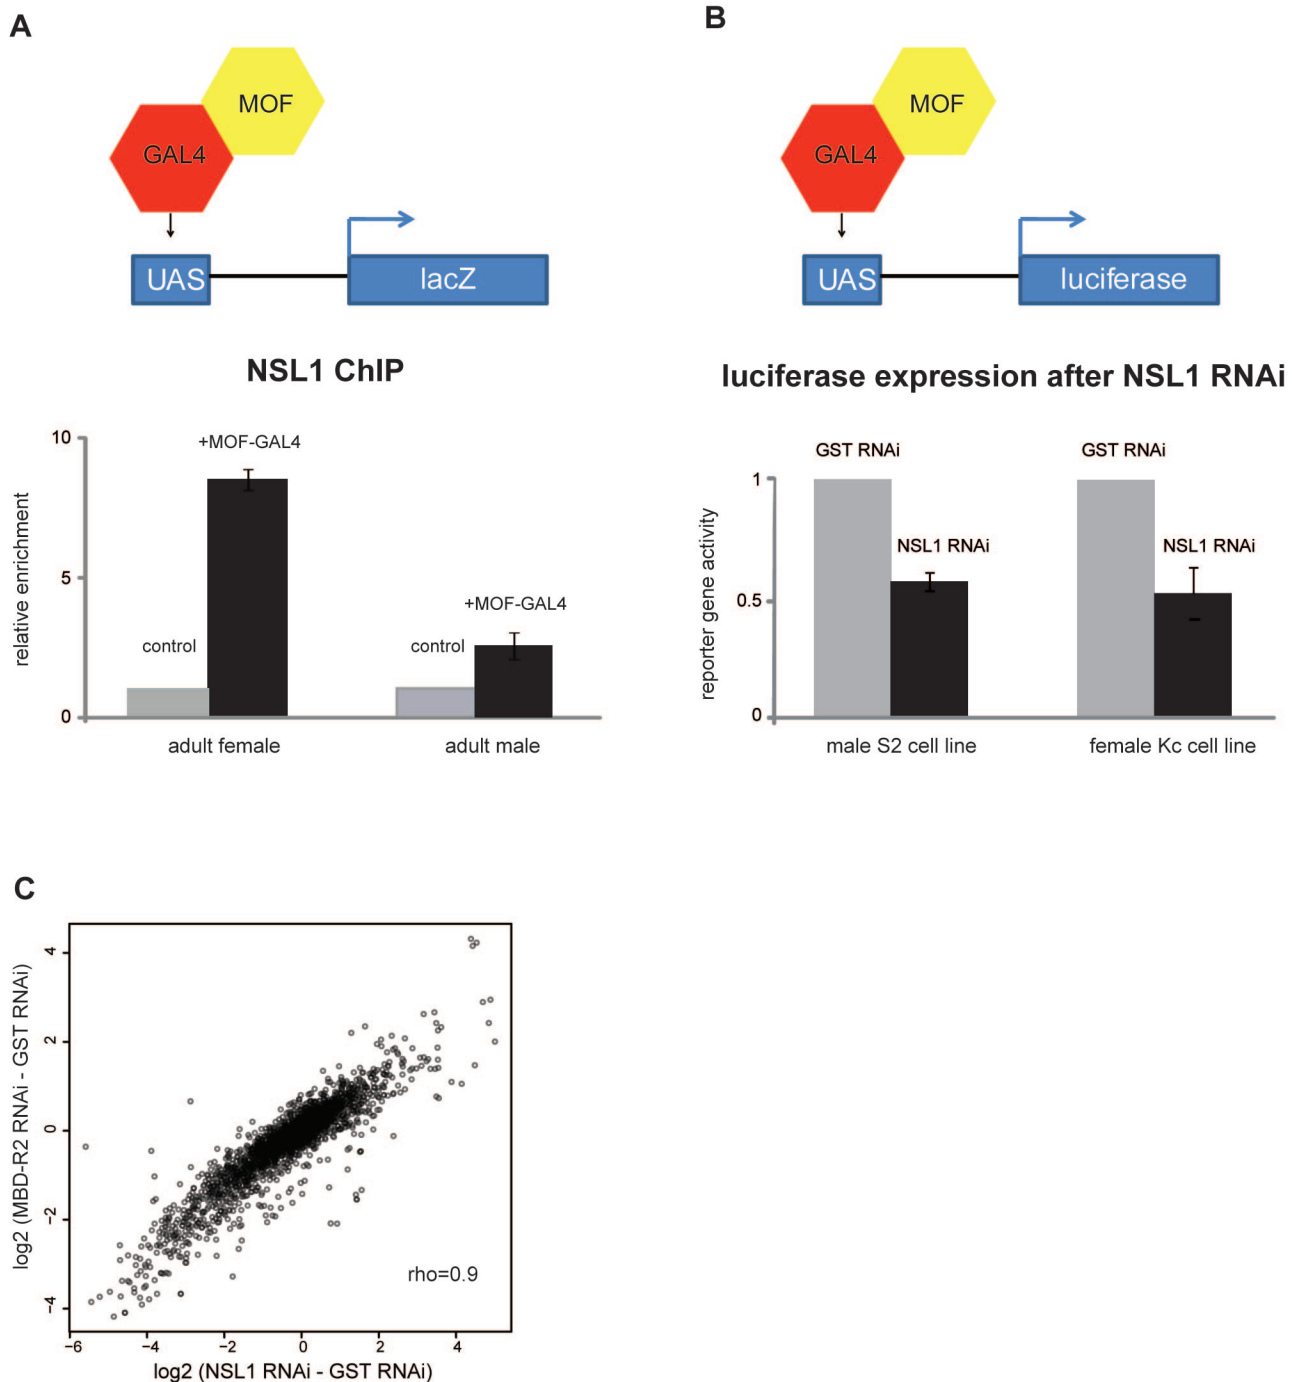 A
MOF
GAL4
UAS
lacZ
NSL1 ChIP
relative enrichment
10
5
0
+MOF-GAL4
control
+MOF-GAL4
control
adult female
adult male
B
MOF
GAL4
UAS
luciferase
luciferase expression after NSL1 RNAi
reporter gene activity
1
0.5
0
GST RNAi
NSL1 RNAi
GST RNAi
NSL1 RNAi
male S2 cell line
female Kc cell line
C
log2 (MBD-R2 RNAi - GST RNAi)
4
2
0
−2
−4
rho=0.9
−6
−4
−2
0
2
4
log2 (NSL1 RNAi - GST RNAi)